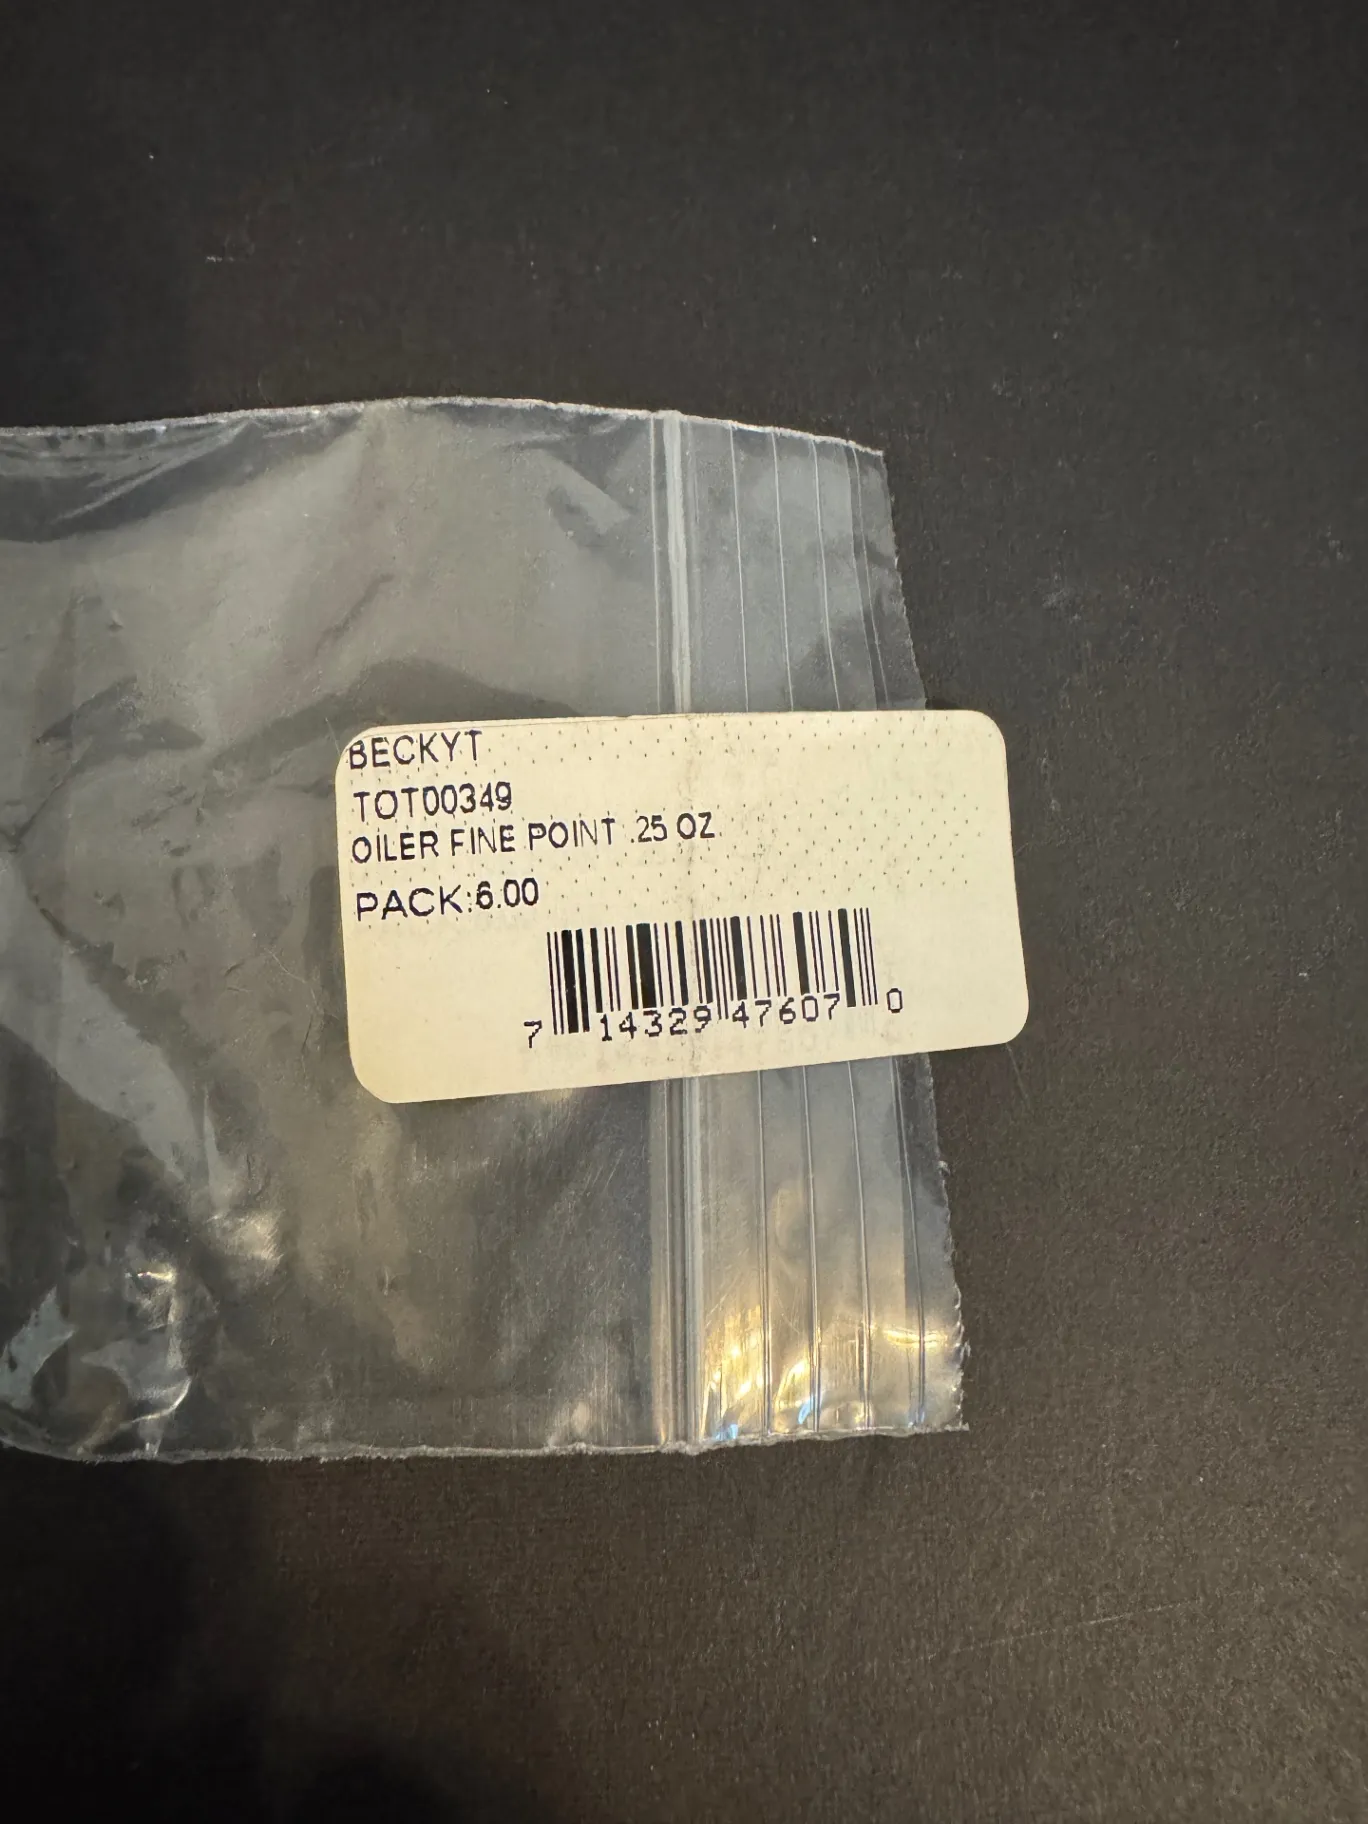 BECKYT
TOT00349
OILER FINE POINT .25 OZ.
PACK:6.00
7 14329 47607 0